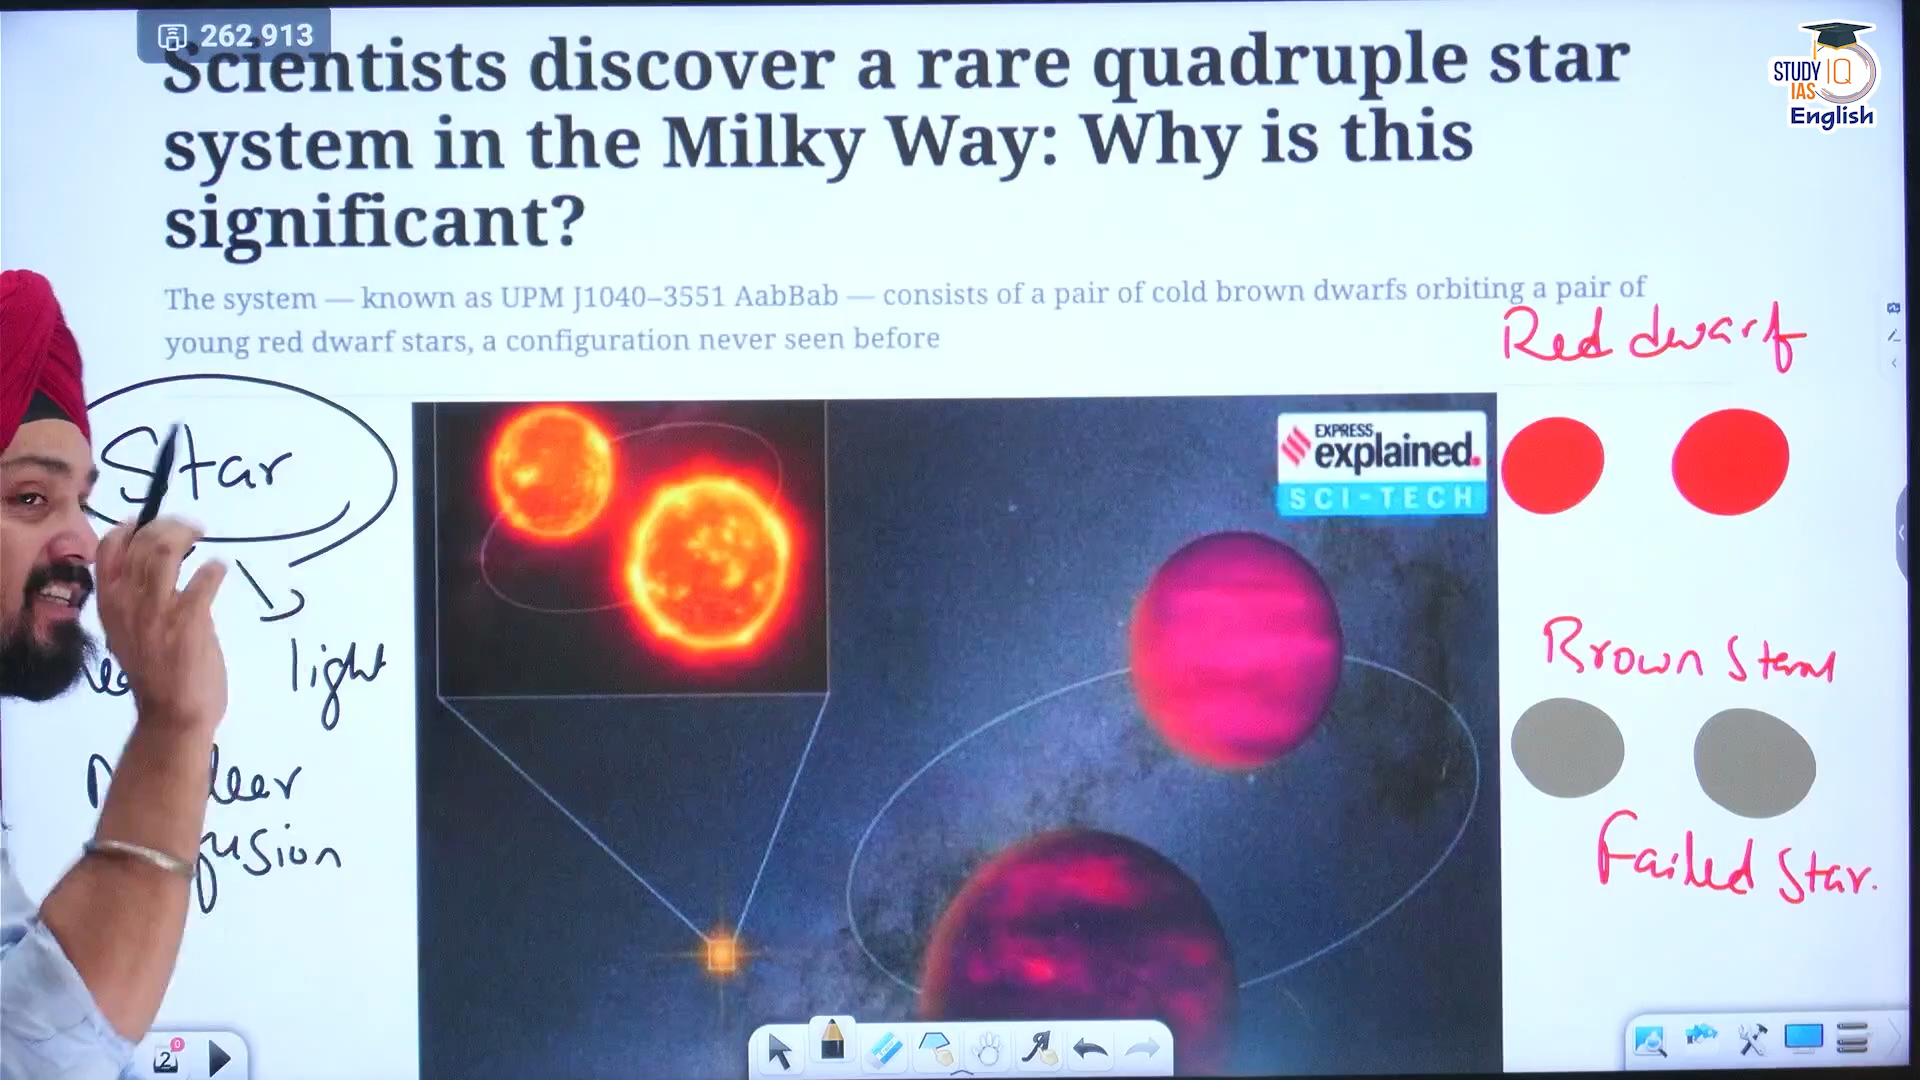 262 913
Scientists discover a rare quadruple star
system in the Milky Way: Why is this
significant?
The system — known as UPM J1040–3551 AabBab — consists of a pair of cold brown dwarfs orbiting a pair of
young red dwarf stars, a configuration never seen before
STUDY IQ
IAS
English
Red dwarf
Star
EXPRESS
explained.
SCI-TECH
light
Brown
fusion
Failed Star.
2
0